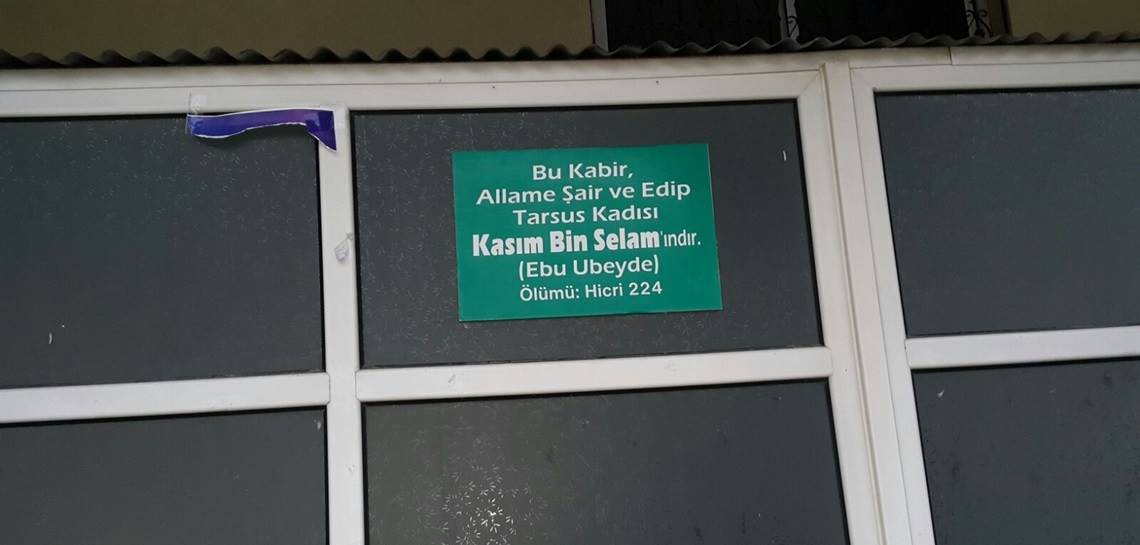 Bu Kabir,
Allame Şair ve Edip
Tarsus Kadısı
Kasım Bin Selam'ındır.
(Ebu Ubeyde)
Ölümü: Hicri 224